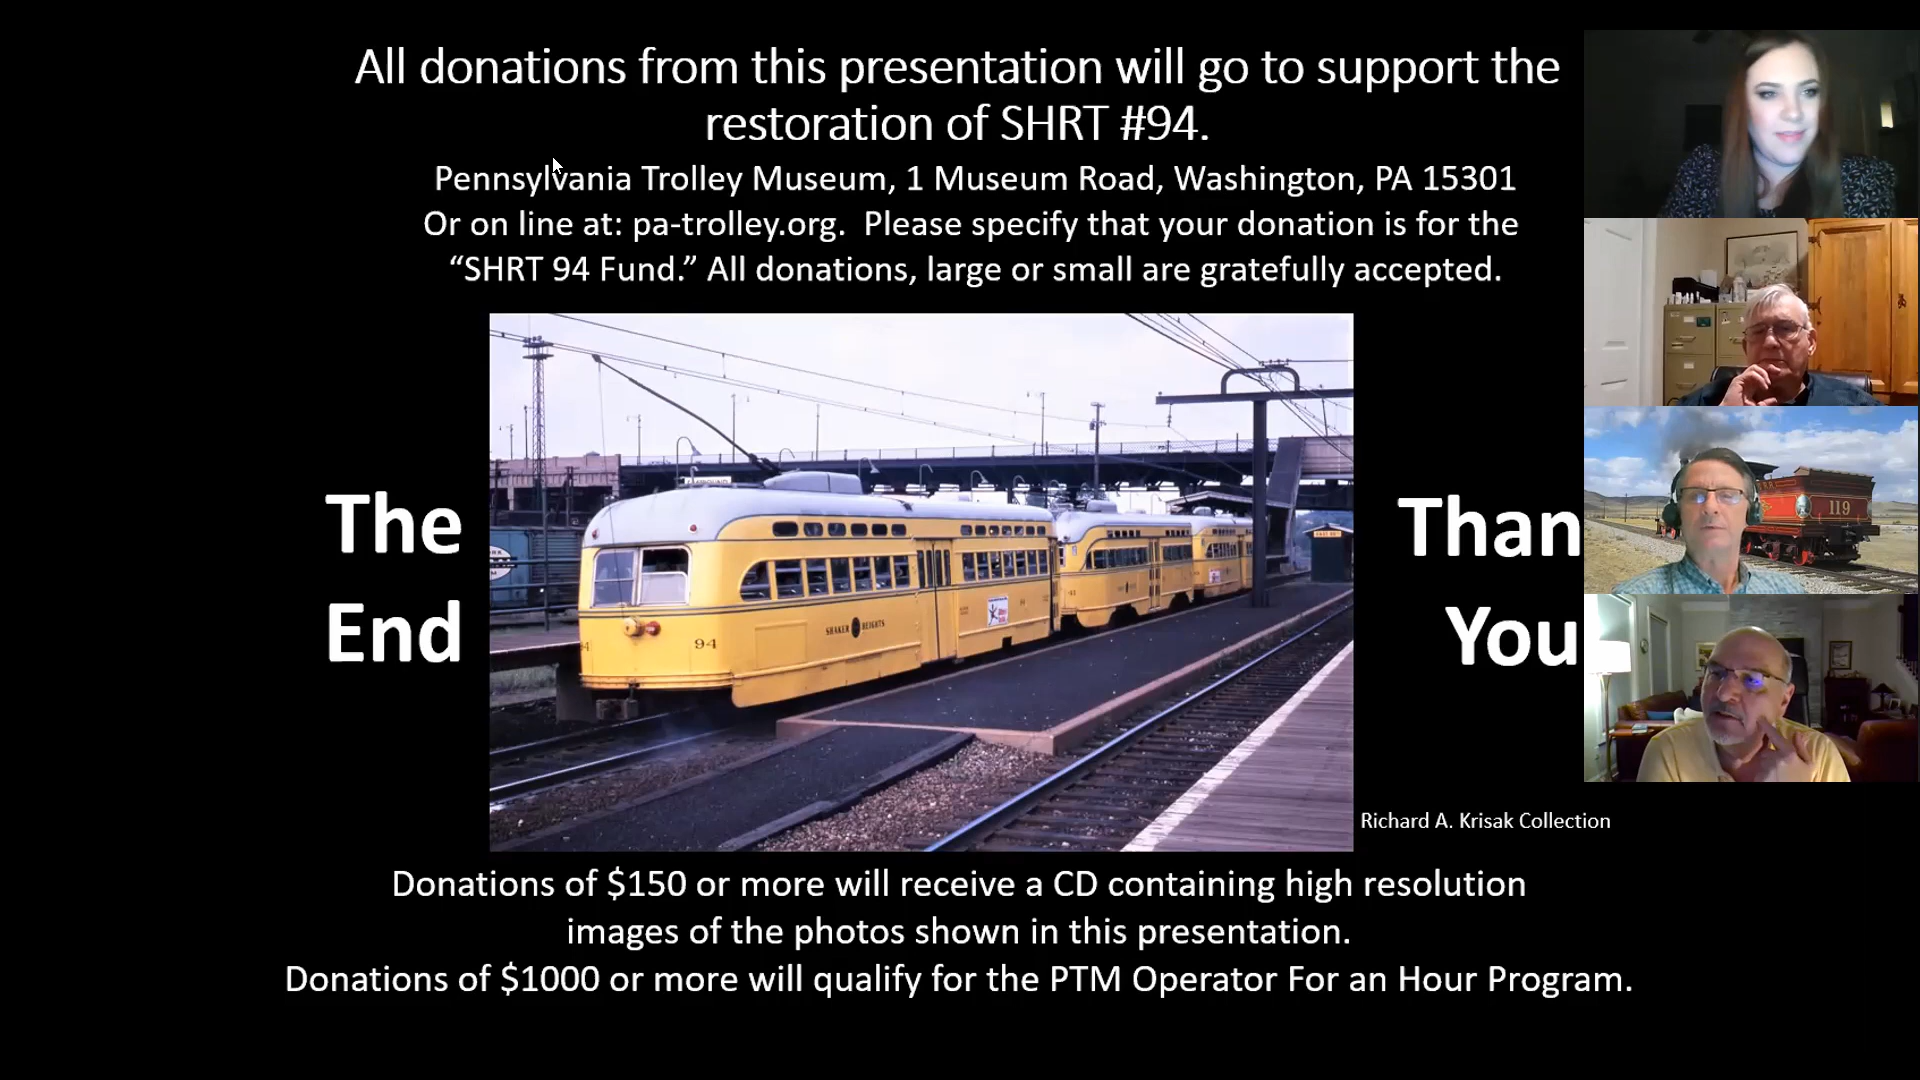 All donations from this presentation will go to support the
restoration of SHRT #94.
Pennsylvania Trolley Museum, 1 Museum Road, Washington, PA 15301
Or on line at: pa-trolley.org.  Please specify that your donation is for the
“SHRT 94 Fund.” All donations, large or small are gratefully accepted.
The
End
Than
You
94
SHAKER HEIGHTS
119
Richard A. Krisak Collection
Donations of $150 or more will receive a CD containing high resolution
images of the photos shown in this presentation.
Donations of $1000 or more will qualify for the PTM Operator For an Hour Program.